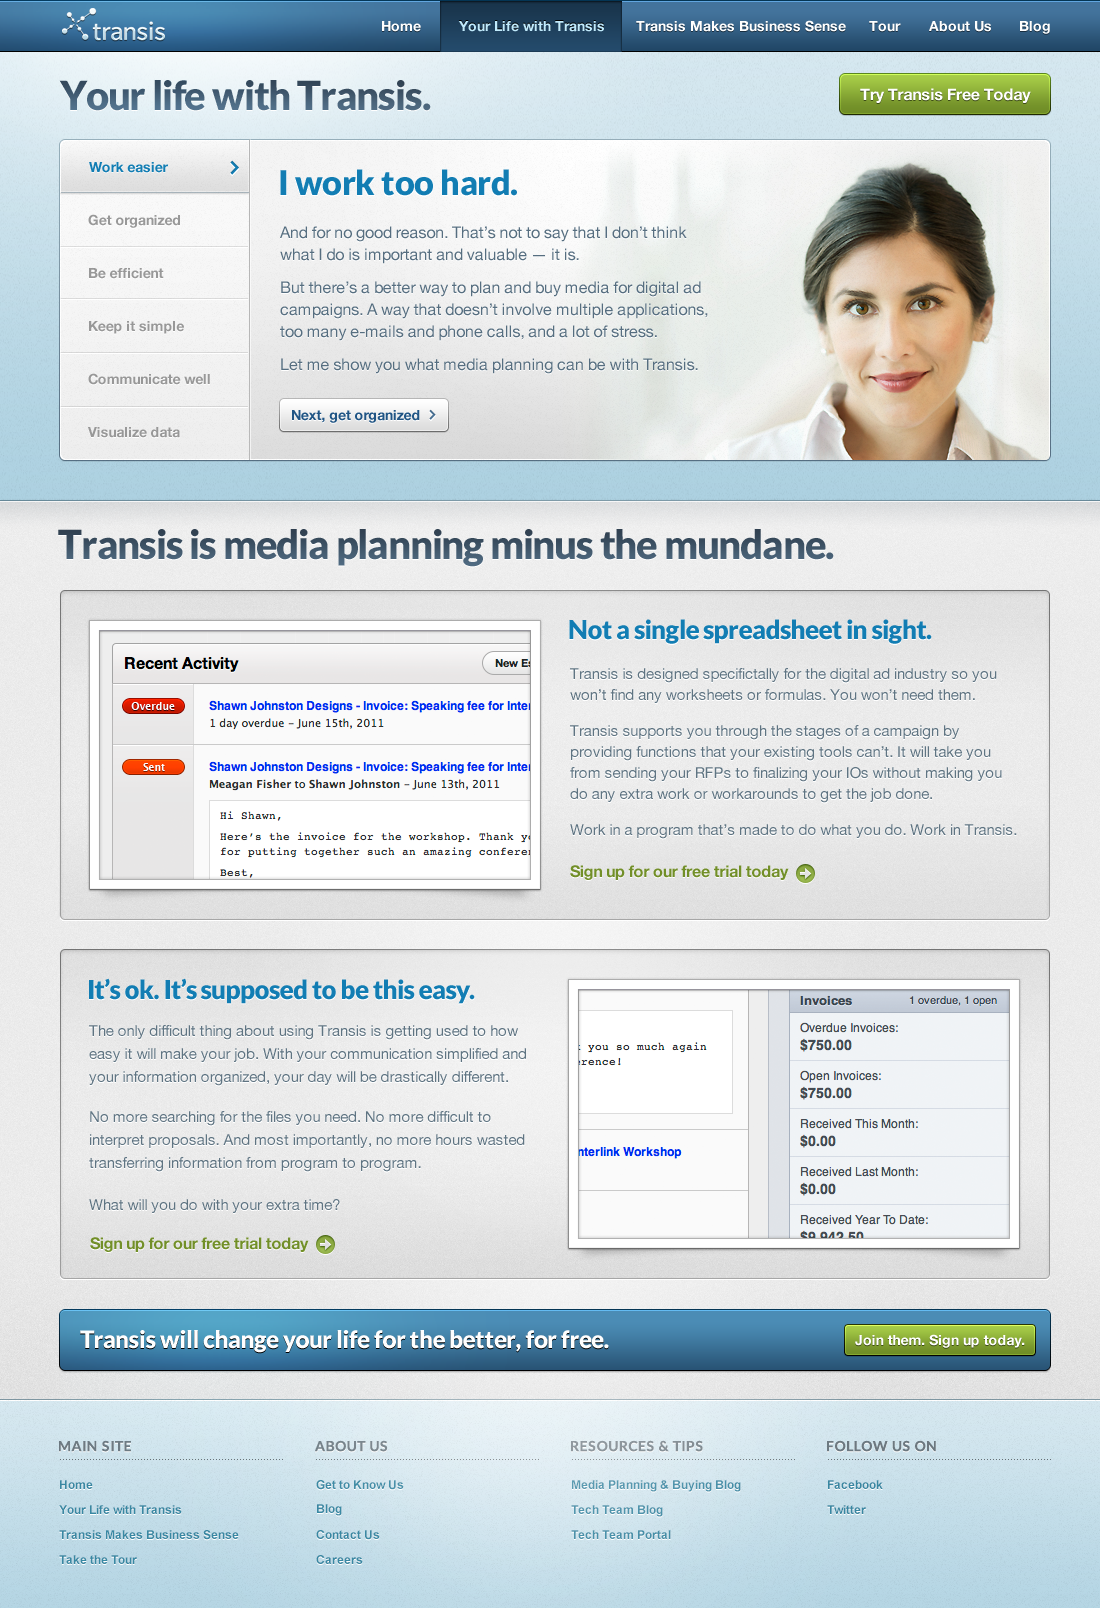 transis
Home
Your Life with Transis
Transis Makes Business Sense
Tour
About Us
Blog
Your life with Transis.
Try Transis Free Today
Work easier
Get organized
Be efficient
Keep it simple
Communicate well
Visualize data
I work too hard.
And for no good reason. That’s not to say that I don’t think
what I do is important and valuable — it is.
But there’s a better way to plan and buy media for digital ad
campaigns. A way that doesn’t involve multiple applications,
too many e-mails and phone calls, and a lot of stress.
Let me show you what media planning can be with Transis.
Next, get organized
Transis is media planning minus the mundane.
Recent Activity
New Es
Overdue
Shawn Johnston Designs - Invoice: Speaking fee for Inter
1 day overdue – June 15th, 2011
Sent
Shawn Johnston Designs - Invoice: Speaking fee for Inter
Meagan Fisher to Shawn Johnston – June 13th, 2011
Hi Shawn,
Here's the invoice for the workshop. Thank yo
for putting together such an amazing conferen
Best,
Not a single spreadsheet in sight.
Transis is designed specifictally for the digital ad industry so you
won’t find any worksheets or formulas. You won’t need them.
Transis supports you through the stages of a campaign by
providing functions that your existing tools can’t. It will take you
from sending your RFPs to finalizing your IOs without making you
do any extra work or workarounds to get the job done.
Work in a program that’s made to do what you do. Work in Transis.
Sign up for our free trial today
It’s ok. It’s supposed to be this easy.
The only difficult thing about using Transis is getting used to how
easy it will make your job. With your communication simplified and
your information organized, your day will be drastically different.
No more searching for the files you need. No more difficult to
interpret proposals. And most importantly, no more hours wasted
transferring information from program to program.
What will you do with your extra time?
Sign up for our free trial today
k you so much again
erence!
nterlink Workshop
Invoices
1 overdue, 1 open
Overdue Invoices:
$750.00
Open Invoices:
$750.00
Received This Month:
$0.00
Received Last Month:
$0.00
Received Year To Date:
$9,942.50
Transis will change your life for the better, for free.
Join them. Sign up today.
MAIN SITE
Home
Your Life with Transis
Transis Makes Business Sense
Take the Tour
ABOUT US
Get to Know Us
Blog
Contact Us
Careers
RESOURCES & TIPS
Media Planning & Buying Blog
Tech Team Blog
Tech Team Portal
FOLLOW US ON
Facebook
Twitter